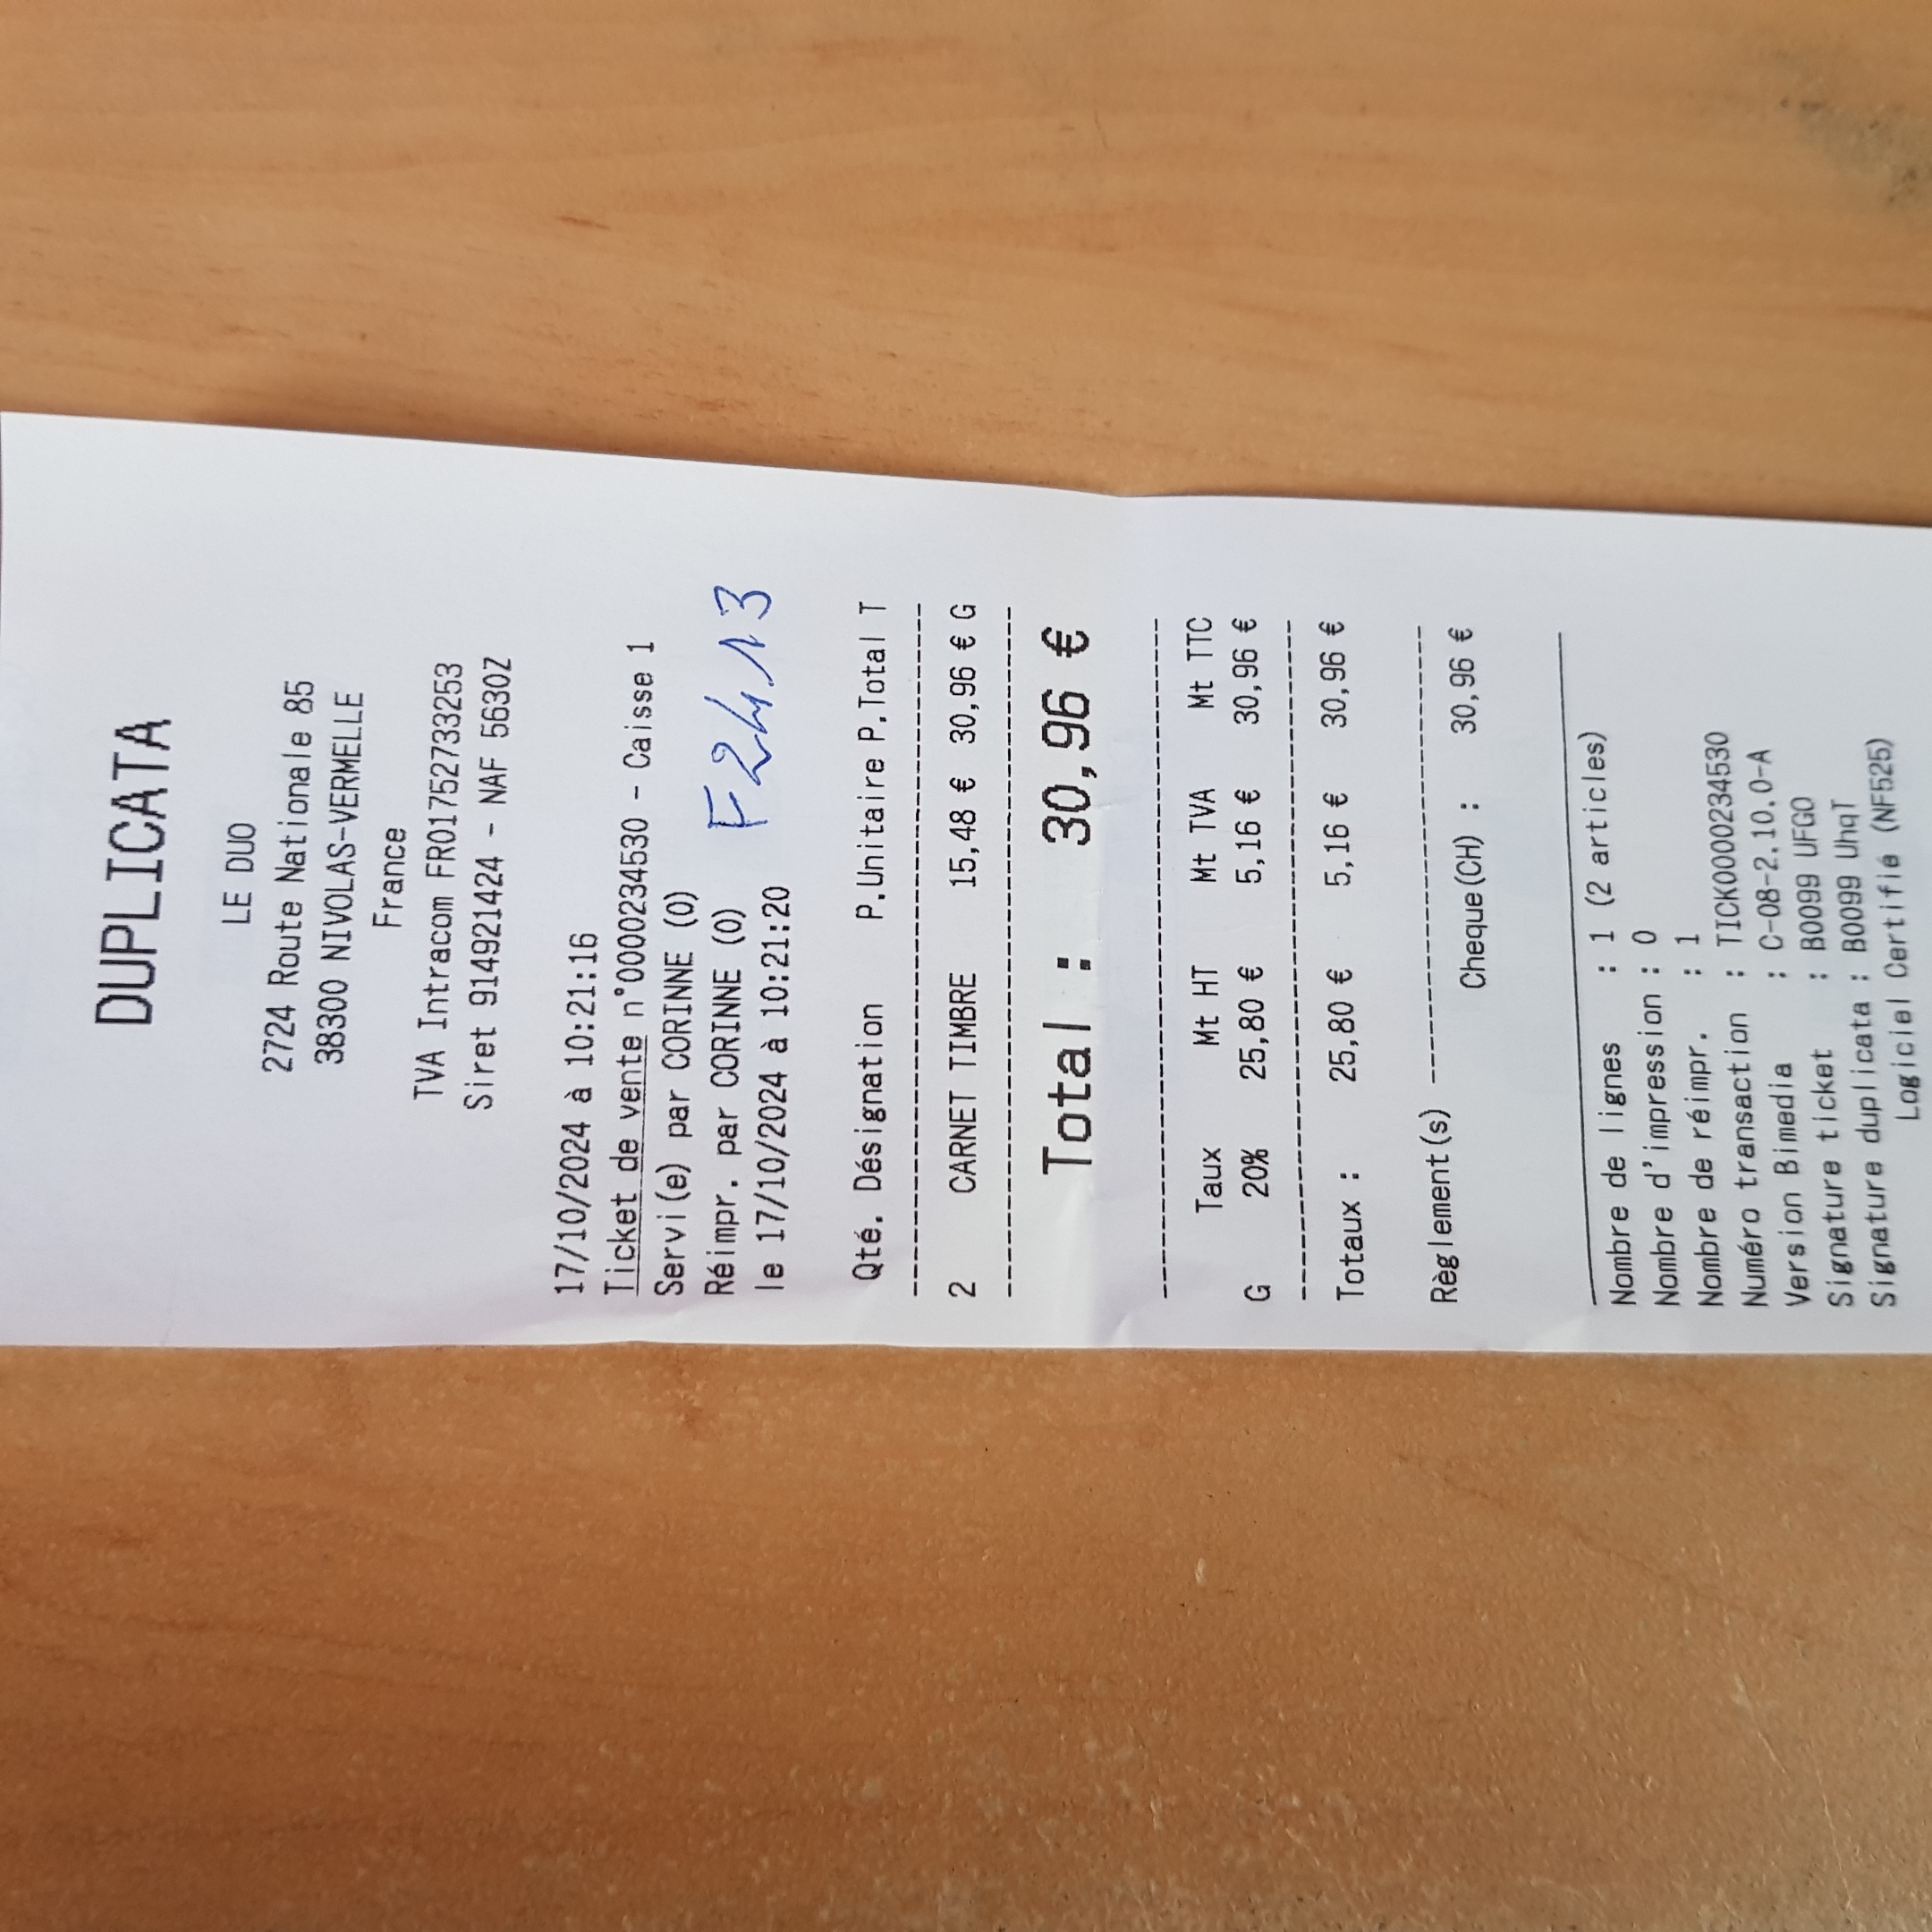 DUPLICATA
LE DUO
2724 Route Nationale 85
38300 NIVOLAS-VERMELLE
France
TVA Intracom FR01752733253
Siret 914921424 - NAF 5630Z
17/10/2024 à 10:21:16
Ticket de vente n°0000234530 - Caisse 1
Servi(e) par CORINNE (0)
Réimpr. par CORINNE (0)
le 17/10/2024 à 10:21:20
F2413
Qté. Désignation P.Unitaire P.Total T
2 CARNET TIMBRE 15,48 € 30,96 € G
Total : 30,96 €
Taux Mt HT Mt TVA Mt TTC
G 20% 25,80 € 5,16 € 30,96 €
Totaux : 25,80 € 5,16 € 30,96 €
Règlement(s)
Cheque(CH) : 30,96 €
Nombre de lignes : 1 (2 articles)
Nombre d'impression : 0
Nombre de réimpr. : 1
Numéro transaction : TICK0000234530
Version Bimedia : C-08-2.10.0-A
Signature ticket : B0099 UFGO
Signature duplicata : B0099 UhqT
Logiciel Certifié (NF525)